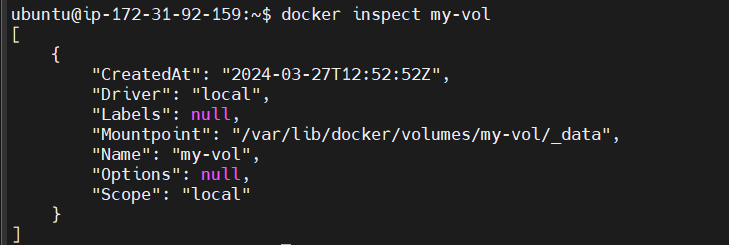 ubuntu@ip-172-31-92-159:~$ docker inspect my-vol
[
    {
        "CreatedAt": "2024-03-27T12:52:52Z",
        "Driver": "local",
        "Labels": null,
        "Mountpoint": "/var/lib/docker/volumes/my-vol/_data",
        "Name": "my-vol",
        "Options": null,
        "Scope": "local"
    }
]